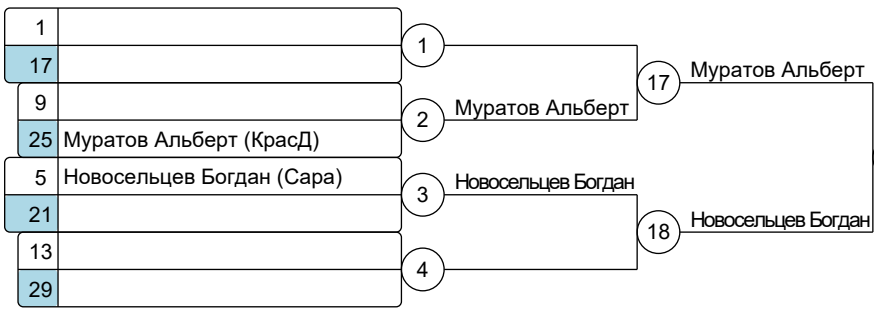 1
17
1
9
25 Муратов Альберт (КрасД)
2 Муратов Альберт
17 Муратов Альберт
5 Новосельцев Богдан (Сара)
21
3 Новосельцев Богдан
13
29
4
18 Новосельцев Богдан